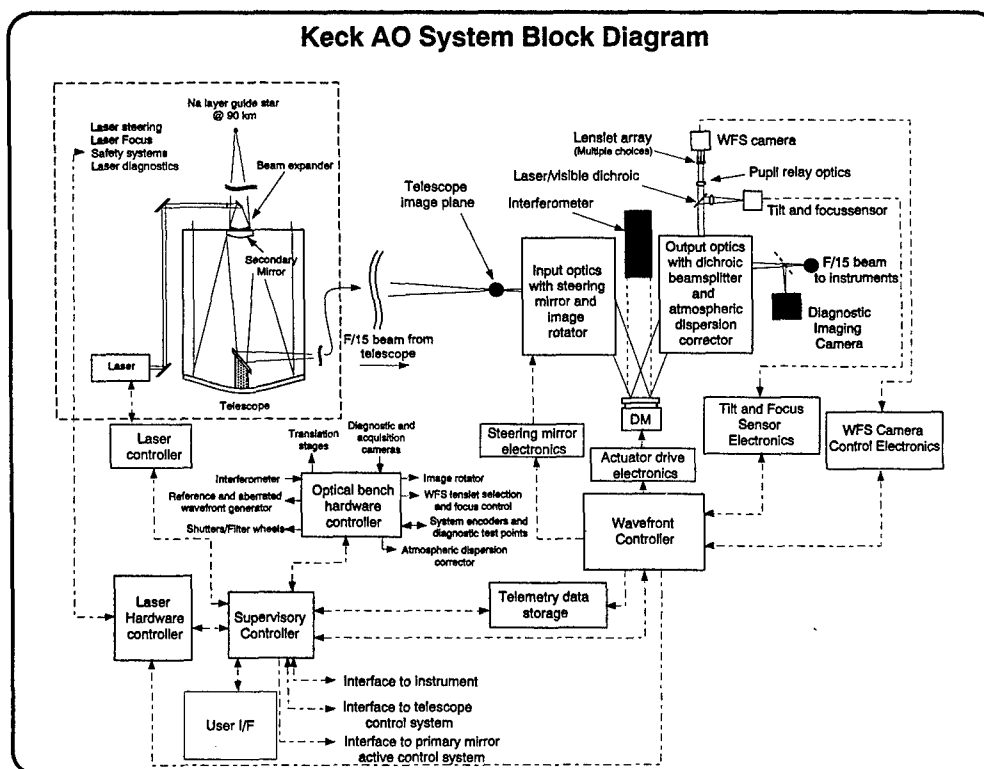 Keck AO System Block Diagram
Na layer guide star
@ 90 km
Laser steering
Laser Focus
Safety systems
Laser diagnostics
Beam expander
Secondary
Mirror
Laser
Telescope
Telescope
image plane
F/15 beam from
telescope
Lenslet array
(Multiple choices)
WFS camera
Pupil relay optics
Laser/visible dichroic
Interferometer
Tilt and focussensor
Input optics
with steering
mirror and
image
rotator
Output optics
with dichroic
beamsplitter
and
atmospheric
dispersion
corrector
F/15 beam
to instruments
Diagnostic
Imaging
Camera
DM
Laser
controller
Translation
stages
Diagnostic and
acquisition
cameras
Interferometer
Reference and aberrated
wavefront generator
Shutters/Filter wheels
Optical bench
hardware
controller
Image rotator
WFS lenslet selection
and focus control
System encoders and
diagnostic test points
Atmospheric dispersion
corrector
Steering mirror
electronics
Actuator drive
electronics
Tilt and Focus
Sensor
Electronics
WFS Camera
Control Electronics
Wavefront
Controller
Laser
Hardware
controller
Supervisory
Controller
Telemetry data
storage
User I/F
Interface to instrument
Interface to telescope
control system
Interface to primary mirror
active control system